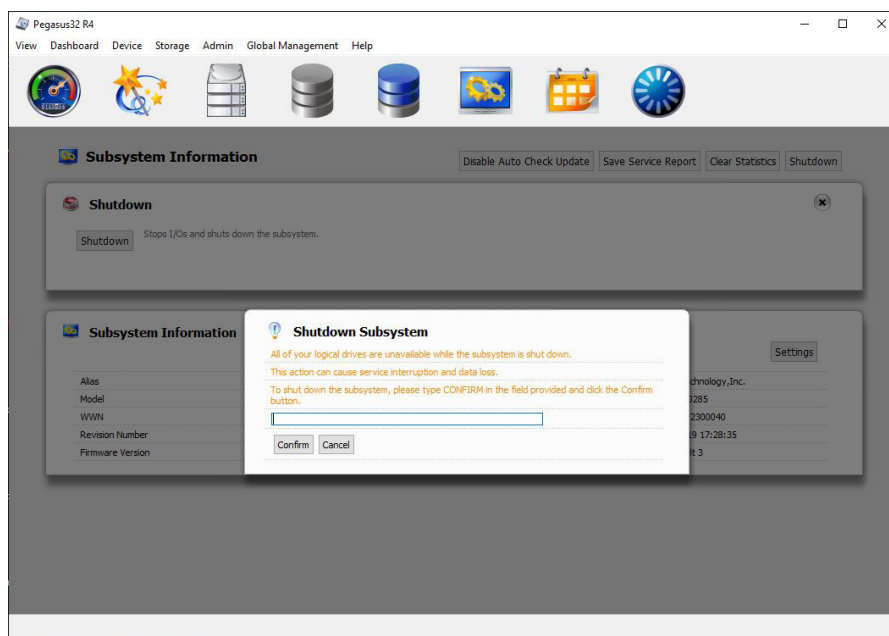 Pegasus32 R4
View Dashboard Device Storage Admin Global Management Help
Subsystem Information
Disable Auto Check Update Save Service Report Clear Statistics Shutdown
Shutdown
Shutdown Stops I/Os and shuts down the subsystem.
Subsystem Information
Settings
Alias
Model
WWN
Revision Number
Firmware Version
Shutdown Subsystem
All of your logical drives are unavailable while the subsystem is shut down.
This action can cause service interruption and data loss.
To shut down the subsystem, please type CONFIRM in the field provided and click the Confirm
button.
Confirm Cancel
chnology,Inc.
0285
2300040
19 17:28:35
lt 3